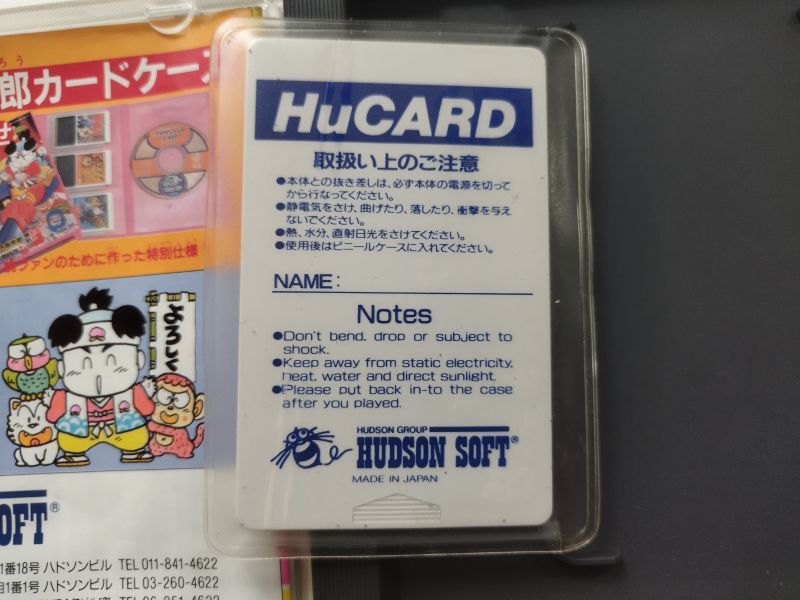 ろう
郎カードケース
せ
ファンのために作った特別仕様
よろしく
SOFT®
1番18号 ハドソンビル TEL 011-841-4622
目1番1号 ハドソンビル TEL 03-260-4622
HuCARD
取扱い上のご注意
●本体との抜き差しは、必ず本体の電源を切って
から行なってください。
●静電気をさけ、曲げたり、落したり、衝撃を与え
ないでください。
●熱、水分、直射日光をさけてください。
●使用後はビニールケースに入れてください。
NAME:
Notes
●Don't bend, drop or subject to
shock.
●Keep away from static electricity,
heat, water and direct sunlight.
●Please put back in-to the case
after you played.
HUDSON GROUP
HUDSON SOFT®
MADE IN JAPAN